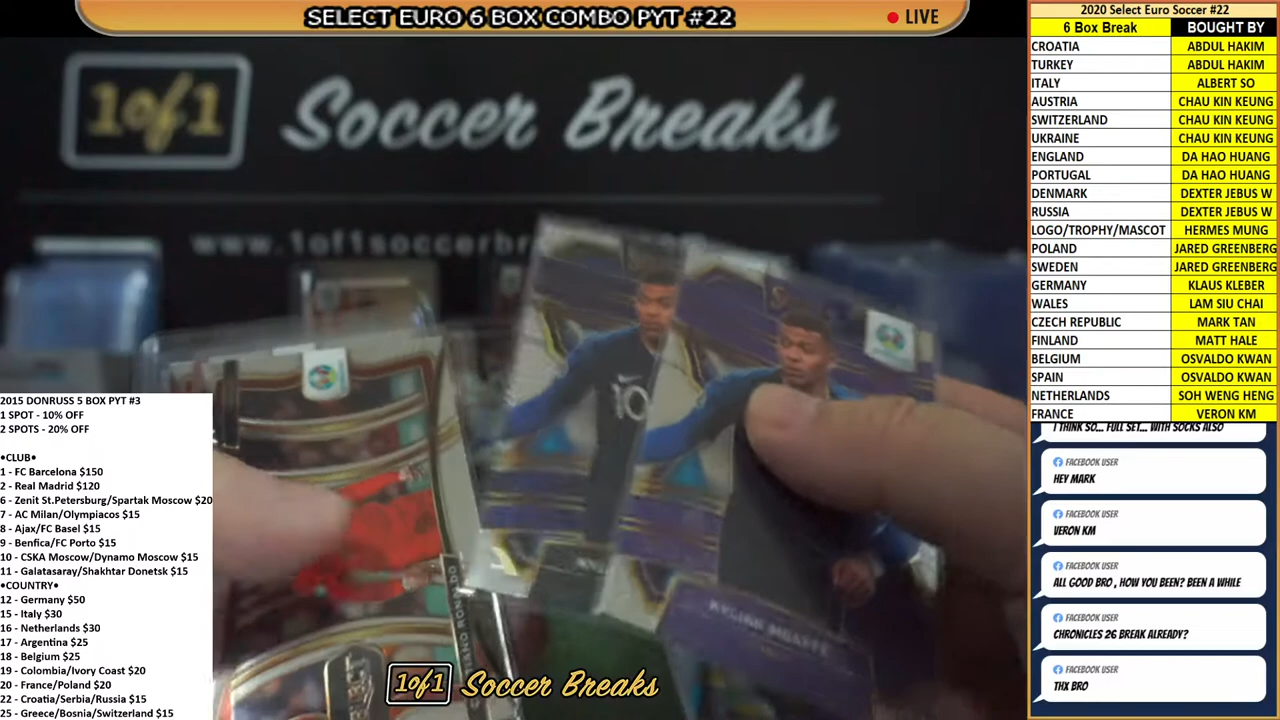 SELECT EURO 6 BOX COMBO PYT #22
LIVE
1of1 Soccer Breaks
2020 Select Euro Soccer #22
6 Box Break BOUGHT BY
CROATIA ABDUL HAKIM
TURKEY ABDUL HAKIM
ITALY ALBERT SO
AUSTRIA CHAU KIN KEUNG
SWITZERLAND CHAU KIN KEUNG
UKRAINE CHAU KIN KEUNG
ENGLAND DA HAO HUANG
PORTUGAL DA HAO HUANG
DENMARK DEXTER JEBUS W
RUSSIA DEXTER JEBUS W
LOGO/TROPHY/MASCOT HERMES MUNG
POLAND JARED GREENBERG
SWEDEN JARED GREENBERG
GERMANY KLAUS KLEBER
WALES LAM SIU CHAI
CZECH REPUBLIC MARK TAN
FINLAND MATT HALE
BELGIUM OSVALDO KWAN
SPAIN OSVALDO KWAN
NETHERLANDS SOH WENG HENG
FRANCE VERON KM
I THINK SO... FULL SET... WITH SOCKS ALSO
FACEBOOK USER
HEY MARK
FACEBOOK USER
VERON KM
FACEBOOK USER
ALL GOOD BRO , HOW YOU BEEN? BEEN A WHILE
FACEBOOK USER
CHRONICLES 26 BREAK ALREADY?
FACEBOOK USER
THX BRO
2015 DONRUSS 5 BOX PYT #3
1 SPOT - 10% OFF
2 SPOTS - 20% OFF
•CLUB•
1 - FC Barcelona $150
2 - Real Madrid $120
6 - Zenit St.Petersburg/Spartak Moscow $20
7 - AC Milan/Olympiacos $15
8 - Ajax/FC Basel $15
9 - Benfica/FC Porto $15
10 - CSKA Moscow/Dynamo Moscow $15
11 - Galatasaray/Shakhtar Donetsk $15
•COUNTRY•
12 - Germany $50
15 - Italy $30
16 - Netherlands $30
17 - Argentina $25
18 - Belgium $25
19 - Colombia/Ivory Coast $20
20 - France/Poland $20
22 - Croatia/Serbia/Russia $15
25 - Greece/Bosnia/Switzerland $15
10
RONALDO
KYLIAN MBAPPE
1of1 Soccer Breaks